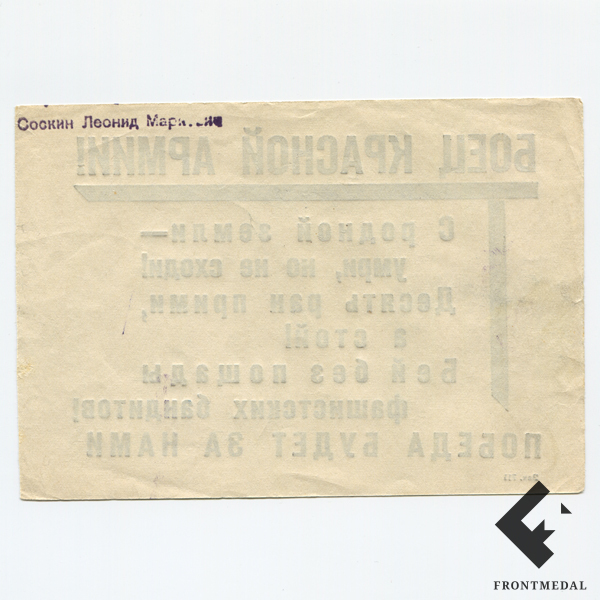 Соскин Леонид
БОЕЦ КРАСНОЙ АРМИИ!
С родной земли—
умри, но не сходи!
Десять ран прими,
а стой!
Бей без пощады
фашистских бандитов!
ПОБЕДА БУДЕТ ЗА НАМИ
FRONTMEDAL